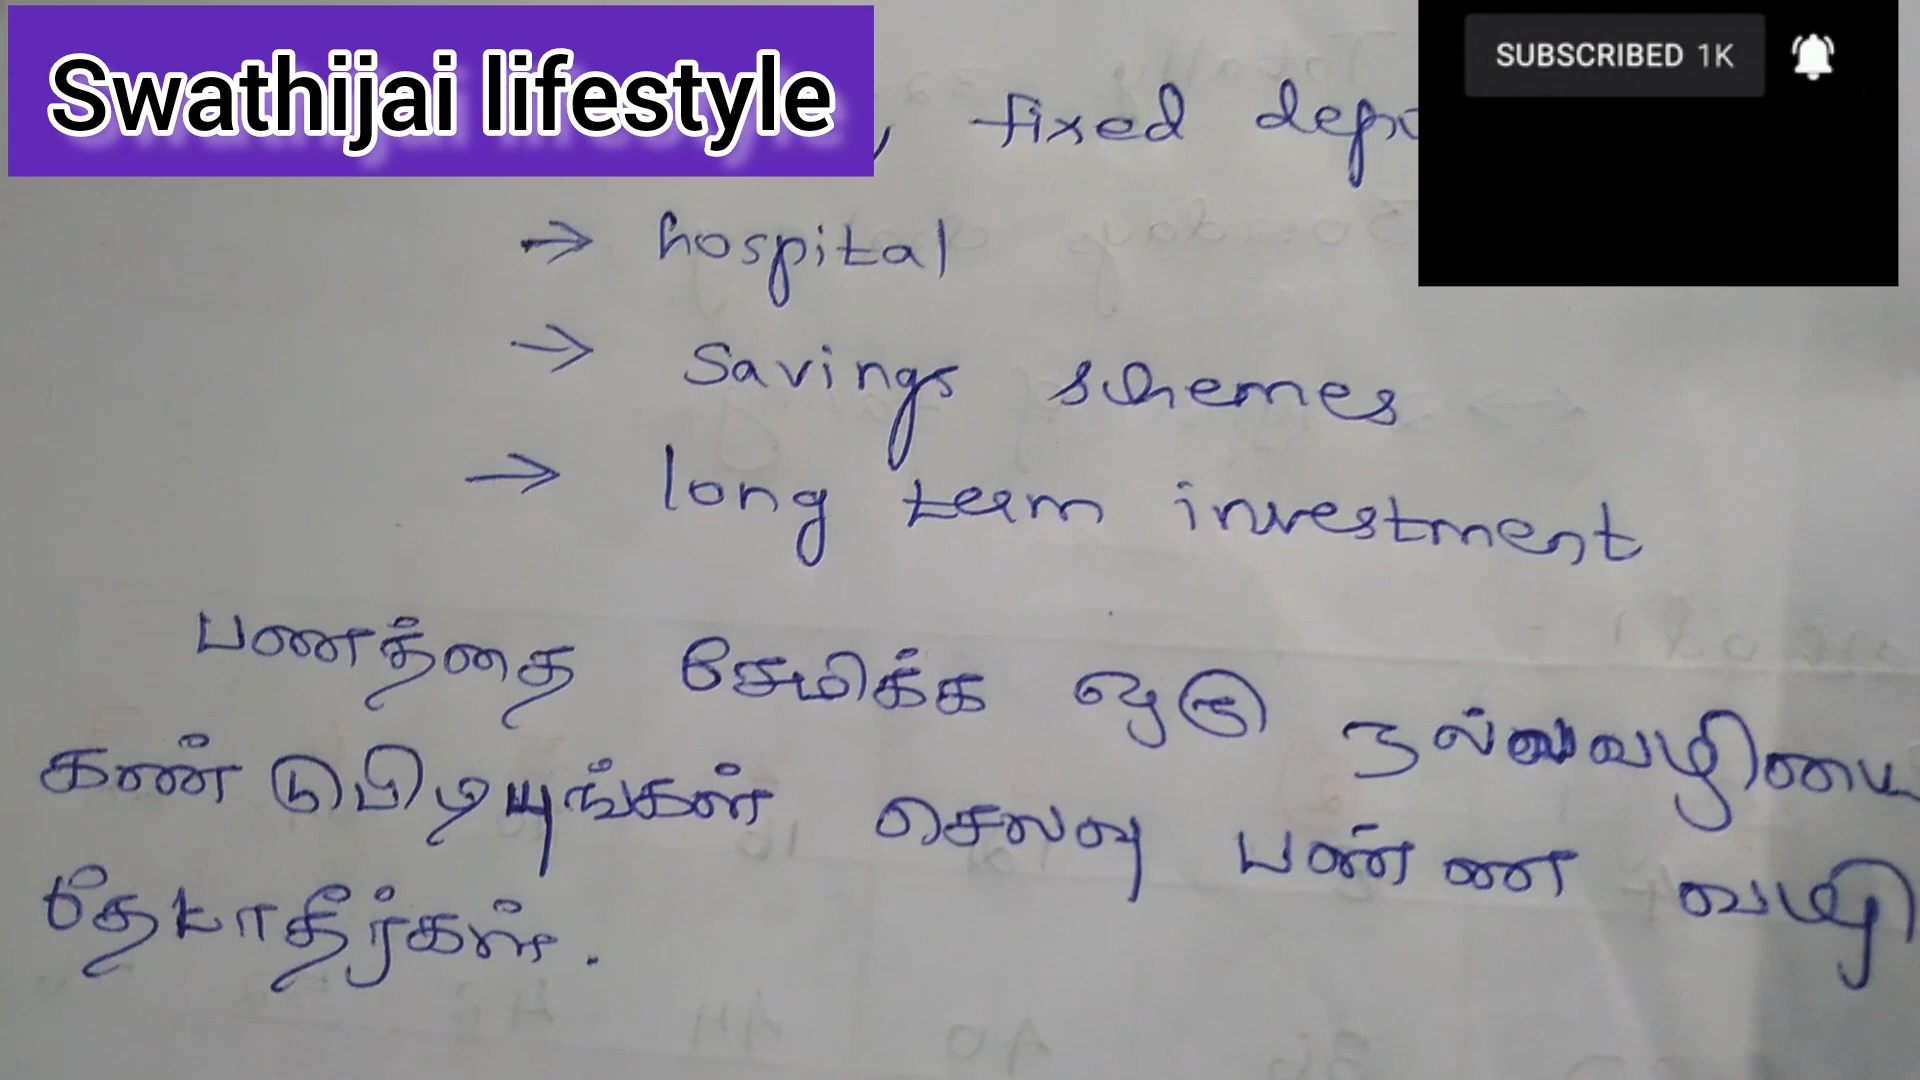 Swathijai lifestyle
SUBSCRIBED 1K
, fixed depo
→ hospital
→ Savings schemes
→ long term investment
பணத்தை சேமிக்க ஒரு நல்லவழியை
கண்டுபிடியுங்கள் செலவு பண்ண வழி
தேடாதீர்கள்.